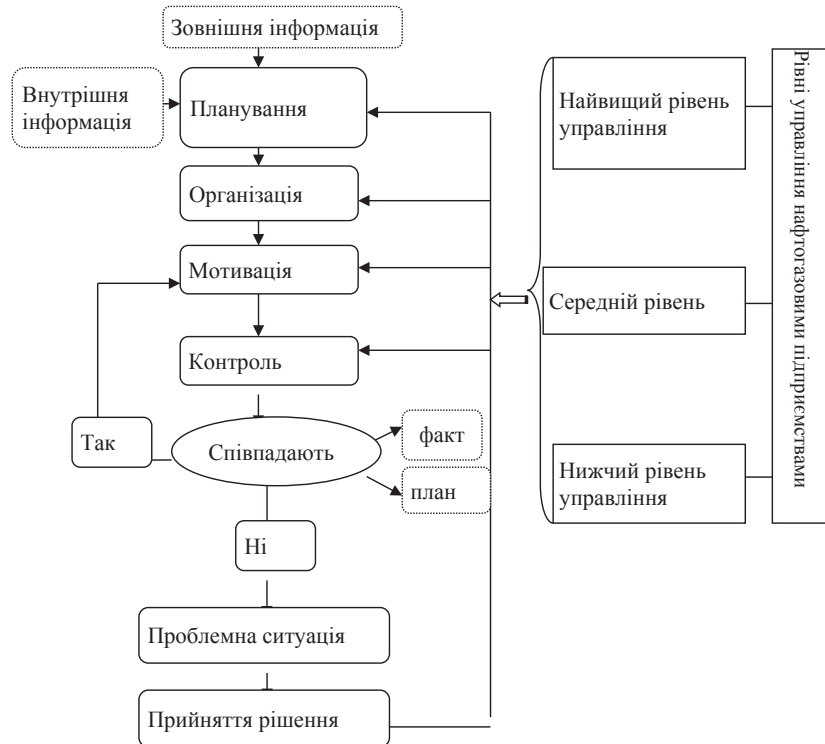 Зовнішня інформація
Внутрішня
інформація
Планування
Організація
Мотивація
Контроль
Так
Співпадають
факт
план
Ні
Проблемна ситуація
Прийняття рішення
Найвищий рівень
управління
Середній рівень
Нижчий рівень
управління
Рівні управління нафтогазовими підприємствами